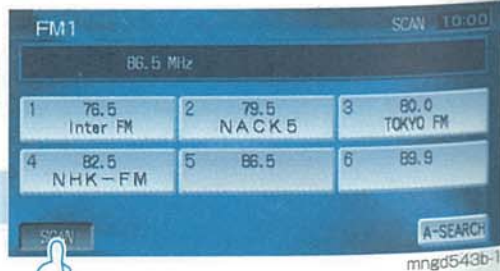 FM1 SCAN 10:00
86.5 MHz
1 76.5 Inter FM
2 79.5 NACK5
3 80.0 TOKYO FM
4 82.5 NHK-FM
5 86.5
6 89.9
SCAN A-SEARCH
mngd543b-1